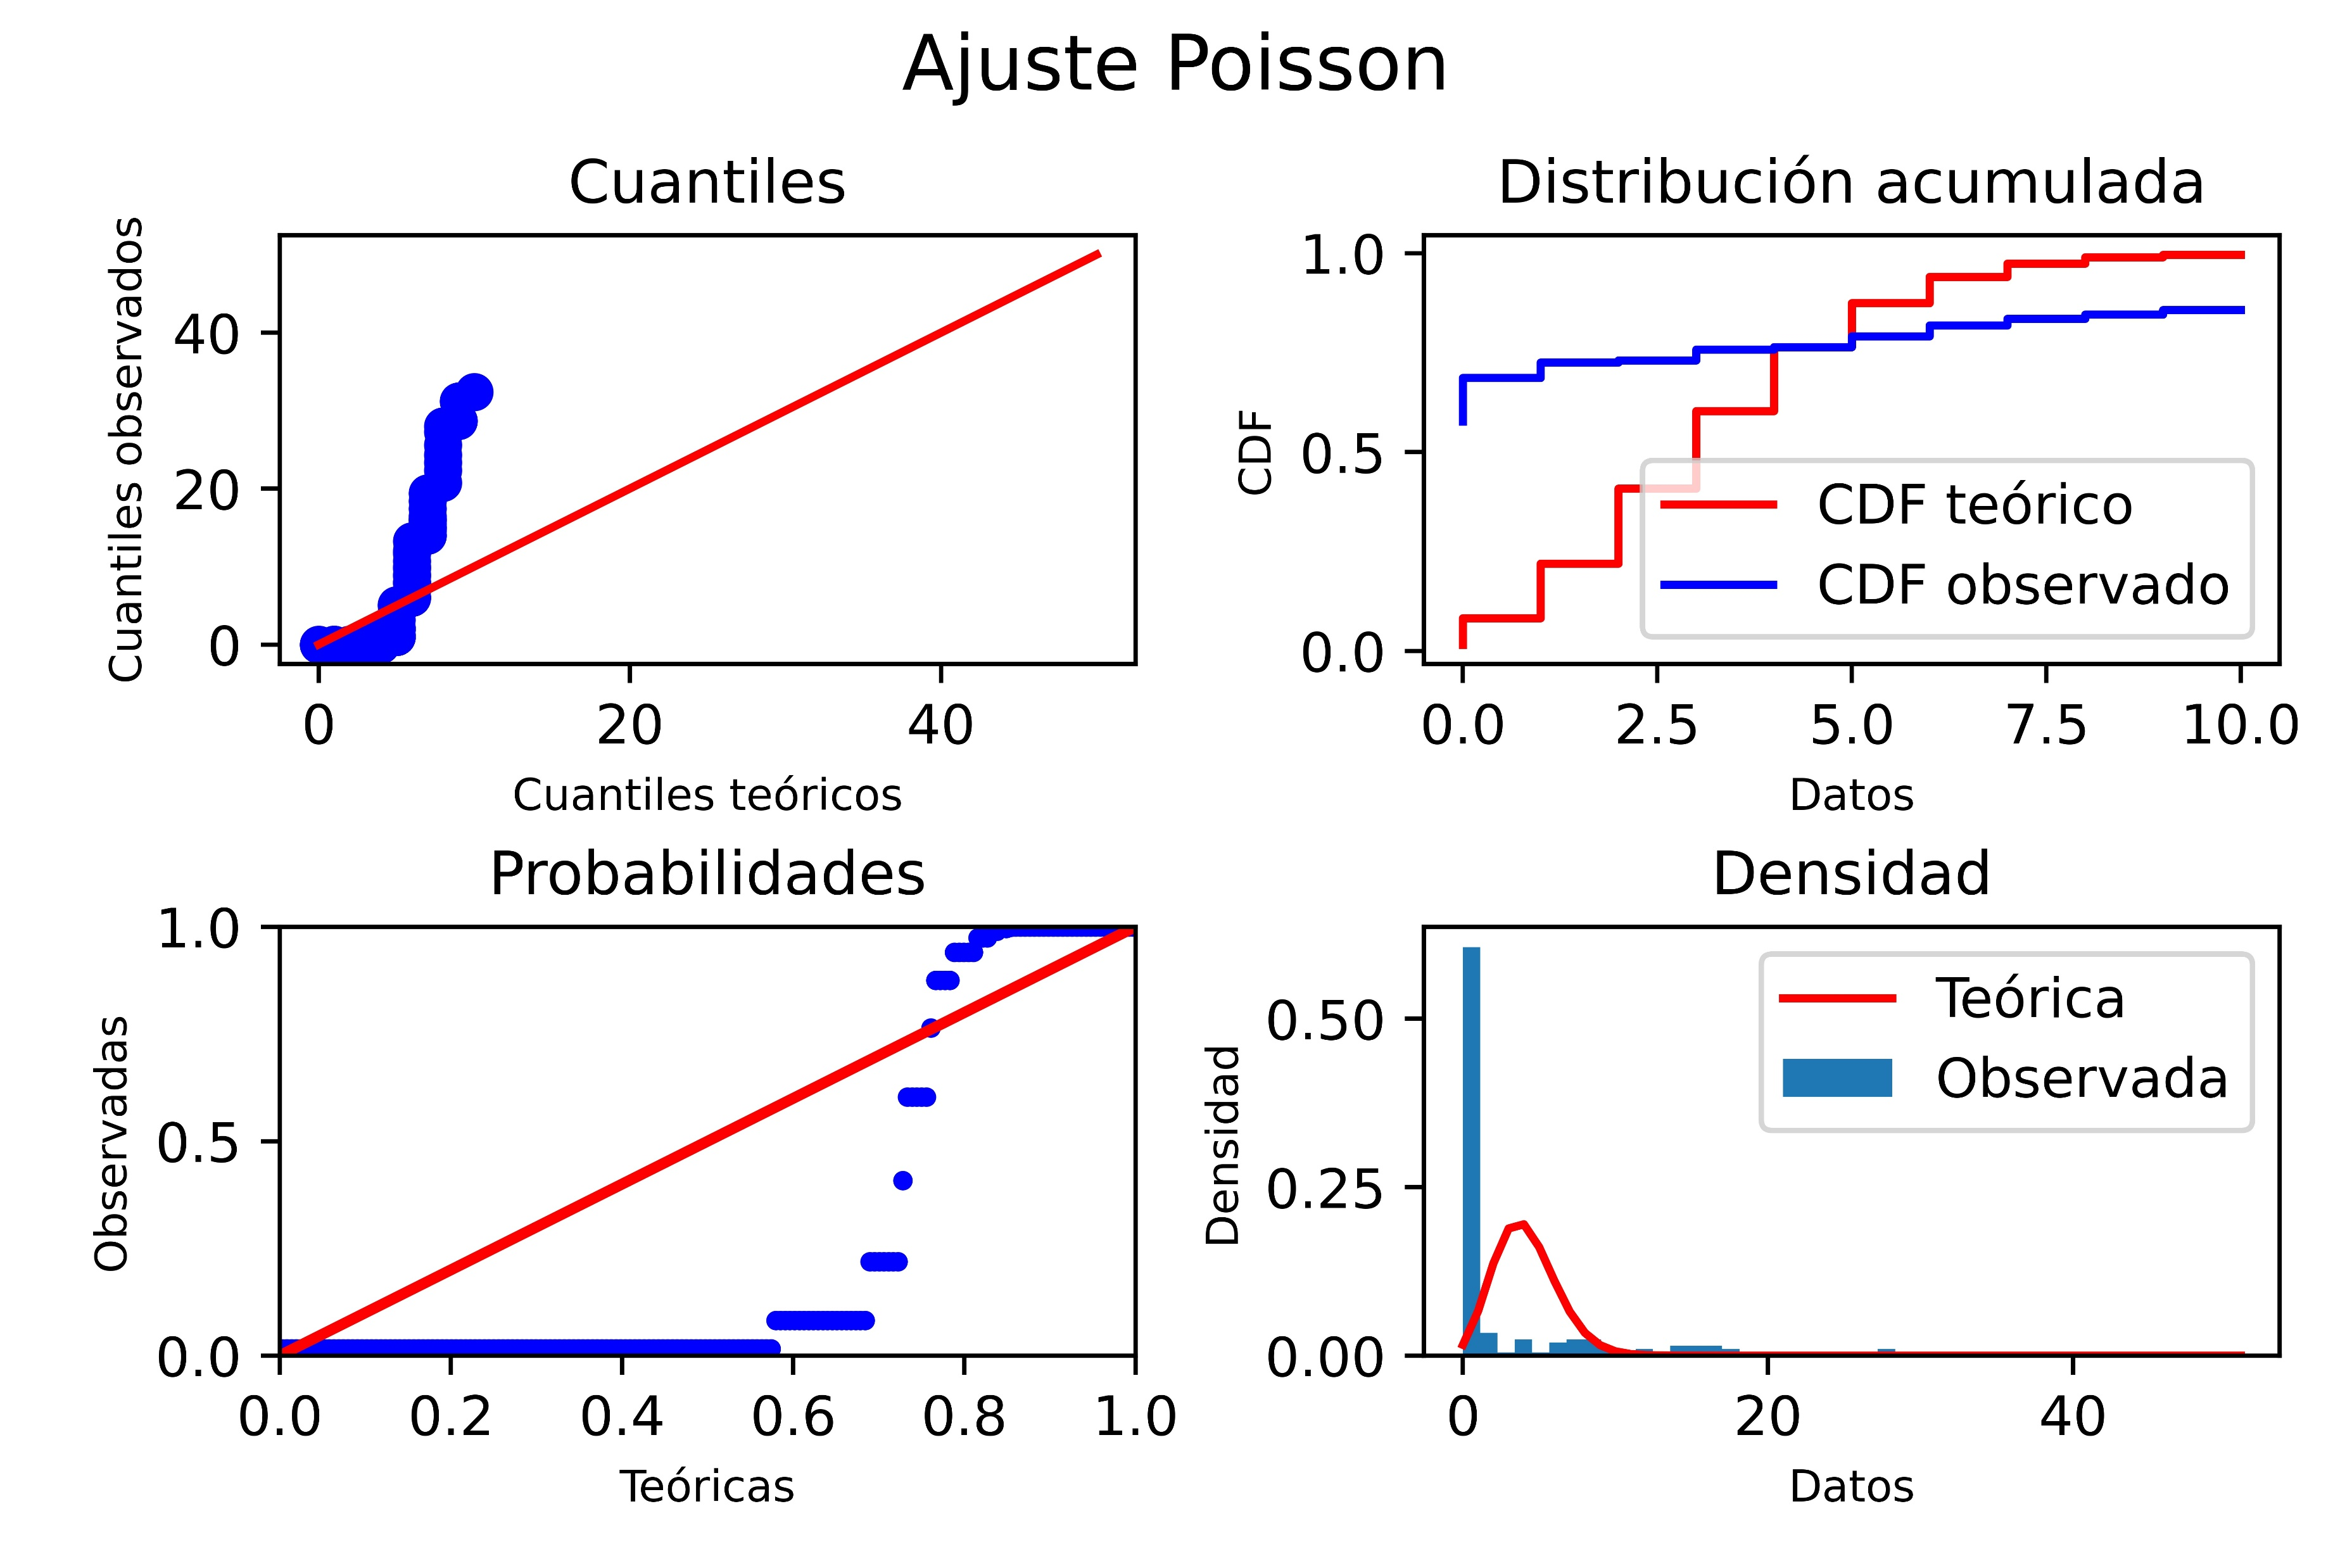 Ajuste Poisson
Cuantiles
Cuantiles observados
40
20
0
0 20 40
Cuantiles teóricos
Distribución acumulada
CDF
1.0
0.5
0.0
CDF teórico
CDF observado
0.0 2.5 5.0 7.5 10.0
Datos
Probabilidades
Observadas
1.0
0.5
0.0
0.0 0.2 0.4 0.6 0.8 1.0
Teóricas
Densidad
Densidad
0.50
0.25
0.00
Teórica
Observada
0 20 40
Datos